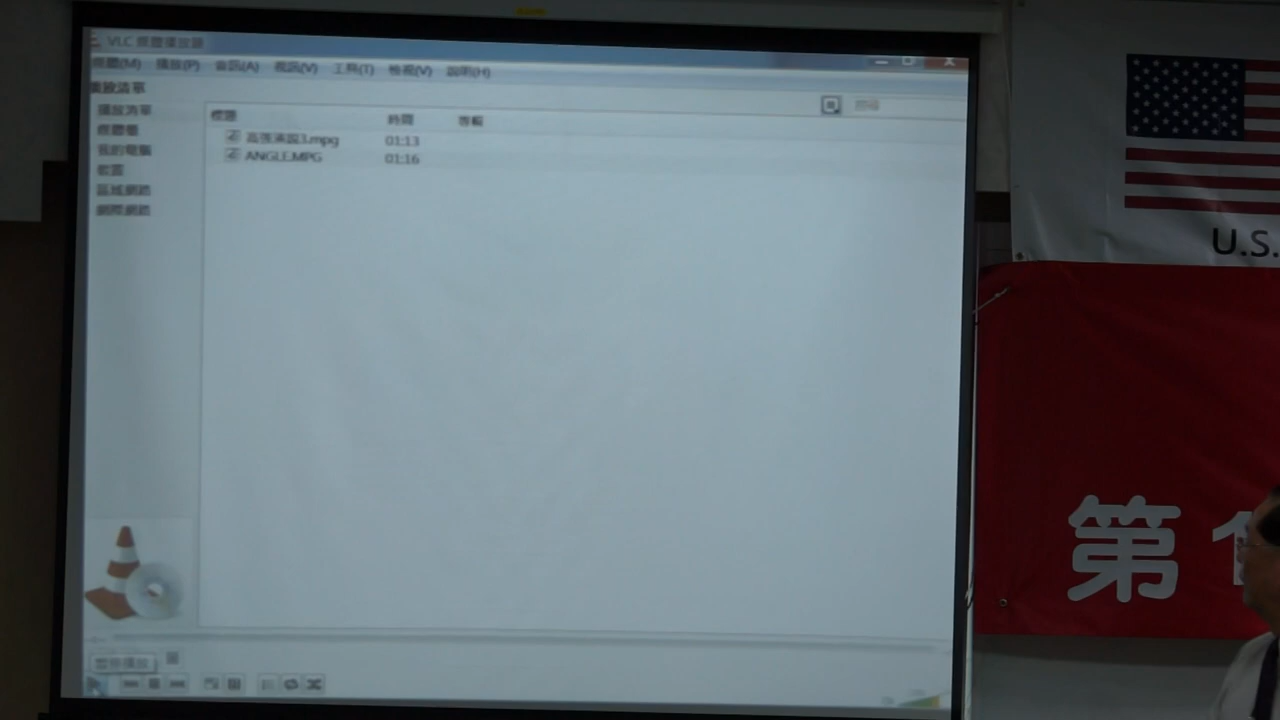 VLC 媒體播放器
媒體(M) 播放(P) 音訊(A) 視訊(V) 工具(T) 檢視(V) 說明(H)
播放清單
播放清單
媒體櫃
我的電腦
裝置
區域網路
網際網路
標題 時間 專輯
3.mpg 01:13
ANGLE.MPG 01:16
U.S.
第